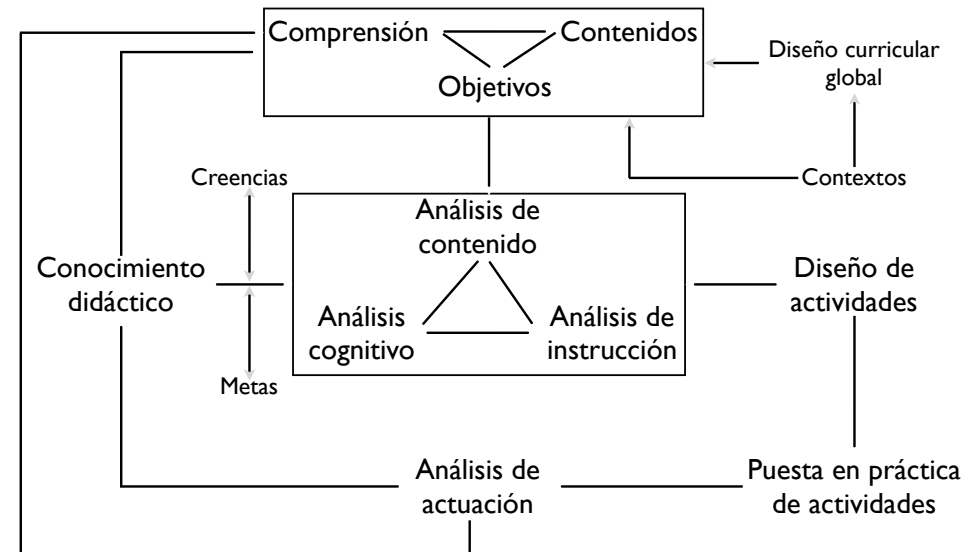 Comprensión
Contenidos
Objetivos
Diseño curricular
global
Contextos
Creencias
Análisis de
contenido
Conocimiento
didáctico
Diseño de
actividades
Análisis
cognitivo
Análisis de
instrucción
Metas
Análisis de
actuación
Puesta en práctica
de actividades